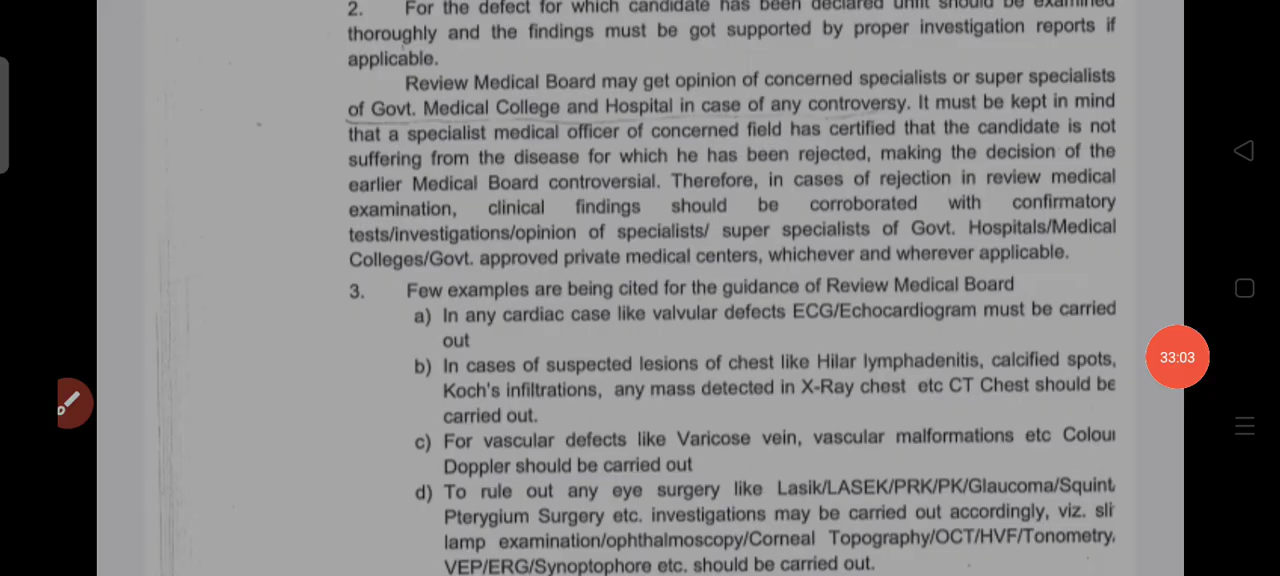 2. For the defect for which candidate has been declared unfit should be examined
thoroughly and the findings must be got supported by proper investigation reports if
applicable.
Review Medical Board may get opinion of concerned specialists or super specialists
of Govt. Medical College and Hospital in case of any controversy. It must be kept in mind
that a specialist medical officer of concerned field has certified that the candidate is not
suffering from the disease for which he has been rejected, making the decision of the
earlier Medical Board controversial. Therefore, in cases of rejection in review medical
examination, clinical findings should be corroborated with confirmatory
tests/investigations/opinion of specialists/ super specialists of Govt. Hospitals/Medical
Colleges/Govt. approved private medical centers, whichever and wherever applicable.
3. Few examples are being cited for the guidance of Review Medical Board
a) In any cardiac case like valvular defects ECG/Echocardiogram must be carried
out
b) In cases of suspected lesions of chest like Hilar lymphadenitis, calcified spots,
Koch's infiltrations, any mass detected in X-Ray chest etc CT Chest should be
carried out.
c) For vascular defects like Varicose vein, vascular malformations etc Colour
Doppler should be carried out
d) To rule out any eye surgery like Lasik/LASEK/PRK/PK/Glaucoma/Squint
Pterygium Surgery etc. investigations may be carried out accordingly, viz. sli
lamp examination/ophthalmoscopy/Corneal Topography/OCT/HVF/Tonometry,
VEP/ERG/Synoptophore etc. should be carried out.
33:03